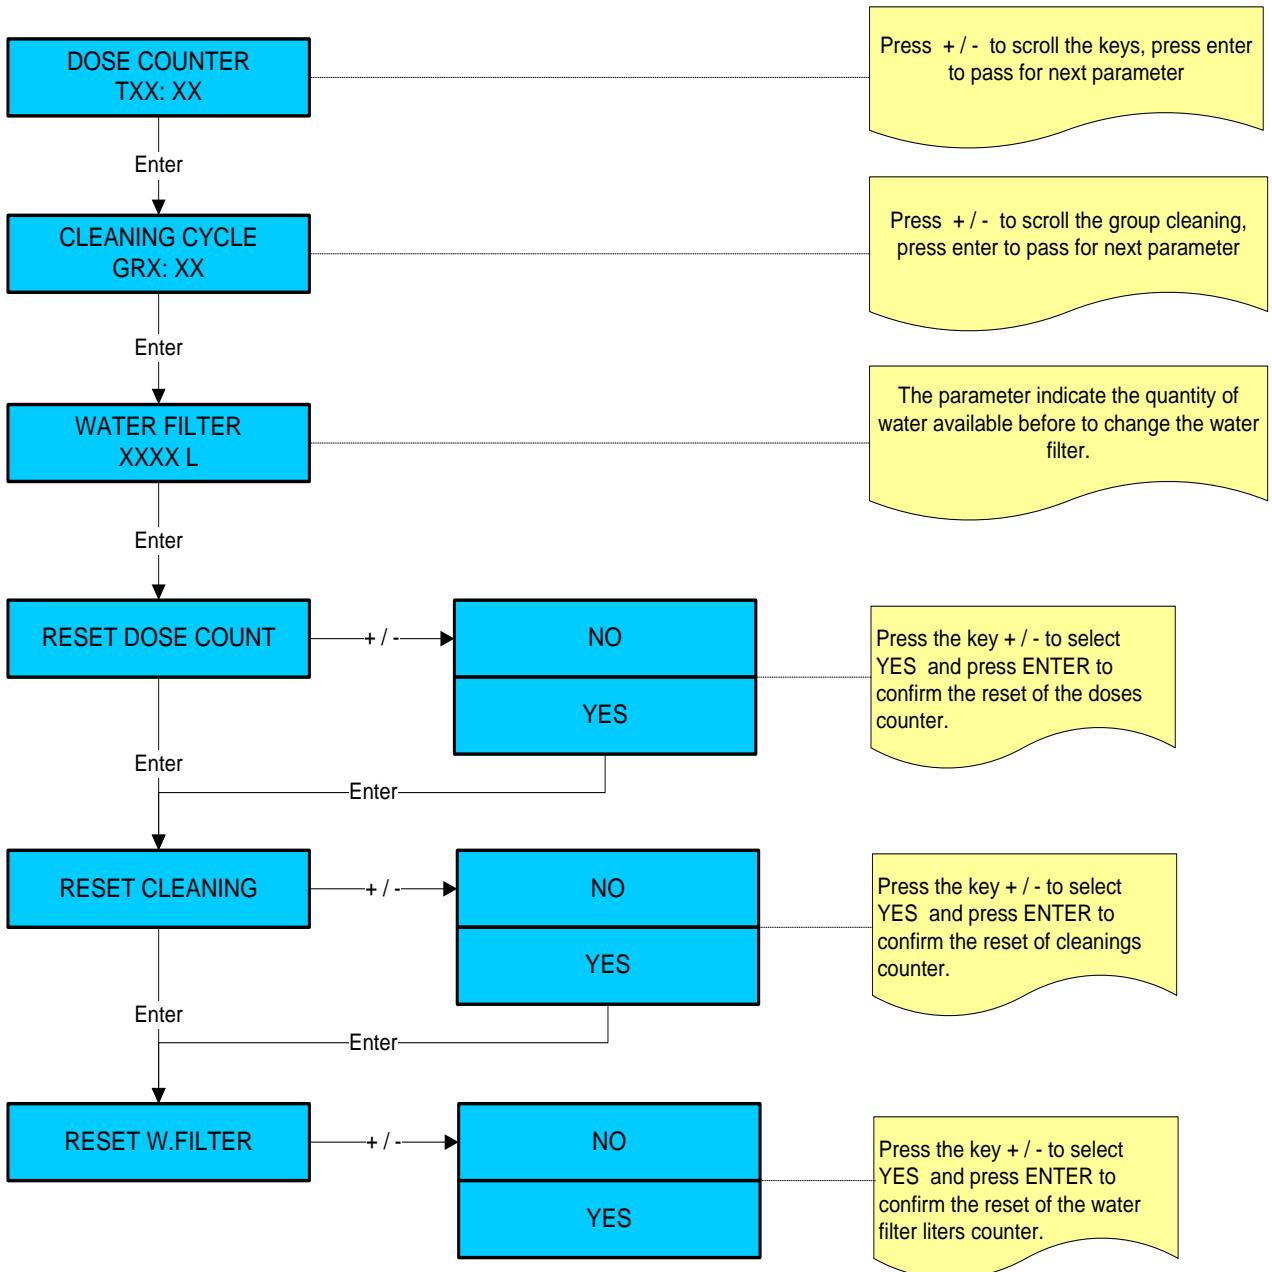 DOSE COUNTER
TXX: XX
Press + / - to scroll the keys, press enter
to pass for next parameter
Enter
CLEANING CYCLE
GRX: XX
Press + / - to scroll the group cleaning,
press enter to pass for next parameter
Enter
WATER FILTER
XXXX L
The parameter indicate the quantity of
water available before to change the water
filter.
Enter
RESET DOSE COUNT
+ / -
NO
YES
Press the key + / - to select
YES and press ENTER to
confirm the reset of the doses
counter.
Enter
Enter
RESET CLEANING
+ / -
NO
YES
Press the key + / - to select
YES and press ENTER to
confirm the reset of cleanings
counter.
Enter
Enter
RESET W.FILTER
+ / -
NO
YES
Press the key + / - to select
YES and press ENTER to
confirm the reset of the water
filter liters counter.